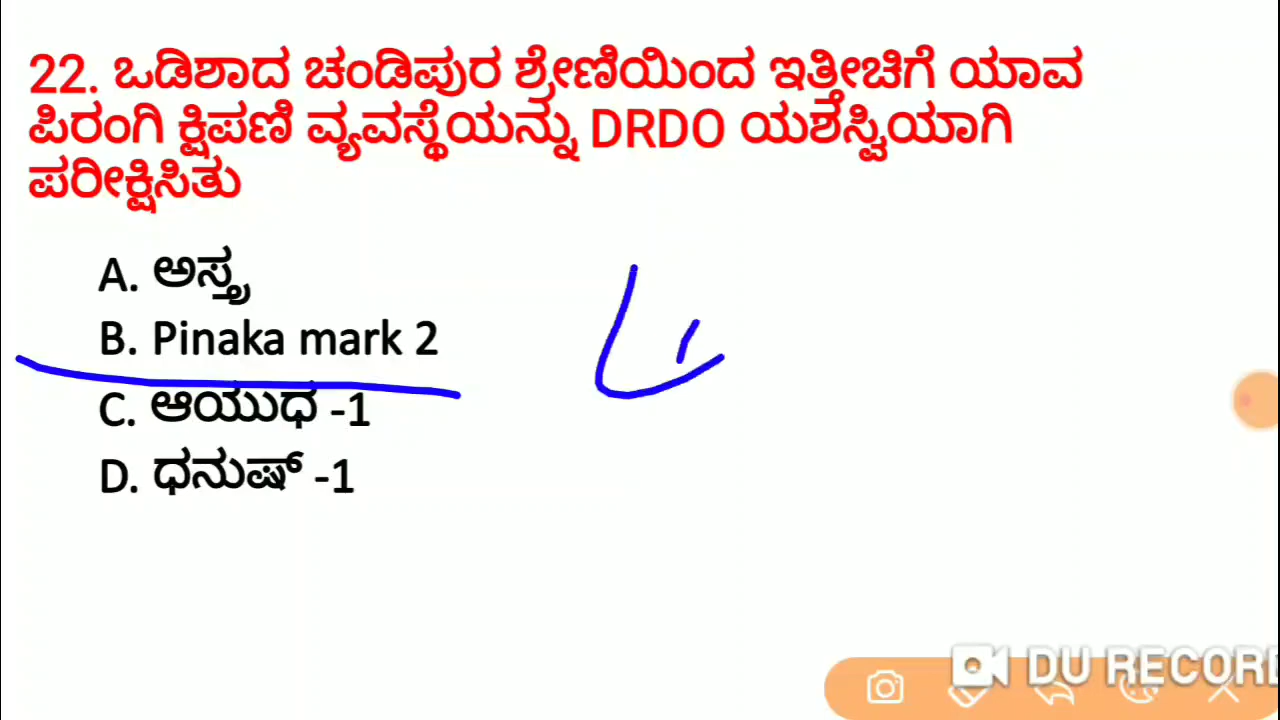 22. ಒಡಿಶಾದ ಚಂಡಿಪುರ ಶ್ರೇಣಿಯಿಂದ ಇತ್ತೀಚಿಗೆ ಯಾವ
ಪಿರಂಗಿ ಕ್ಷಿಪಣಿ ವ್ಯವಸ್ಥೆಯನ್ನು DRDO ಯಶಸ್ವಿಯಾಗಿ
ಪರೀಕ್ಷಿಸಿತು
A. ಅಸ್ತ್ರ
B. Pinaka mark 2
C. ಆಯುಧ -1
D. ಧನುಷ್ -1
DU RECORD